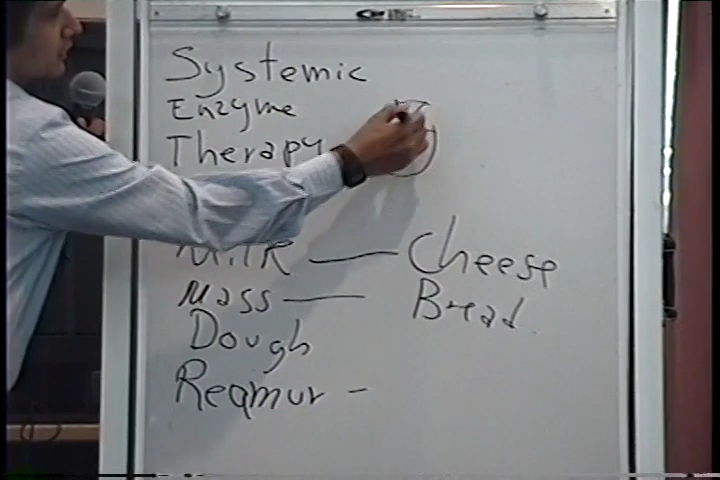 Systemic
Enzyme
Therapy
Milk — Cheese
Mass — Bread.
Dough
Reamur -